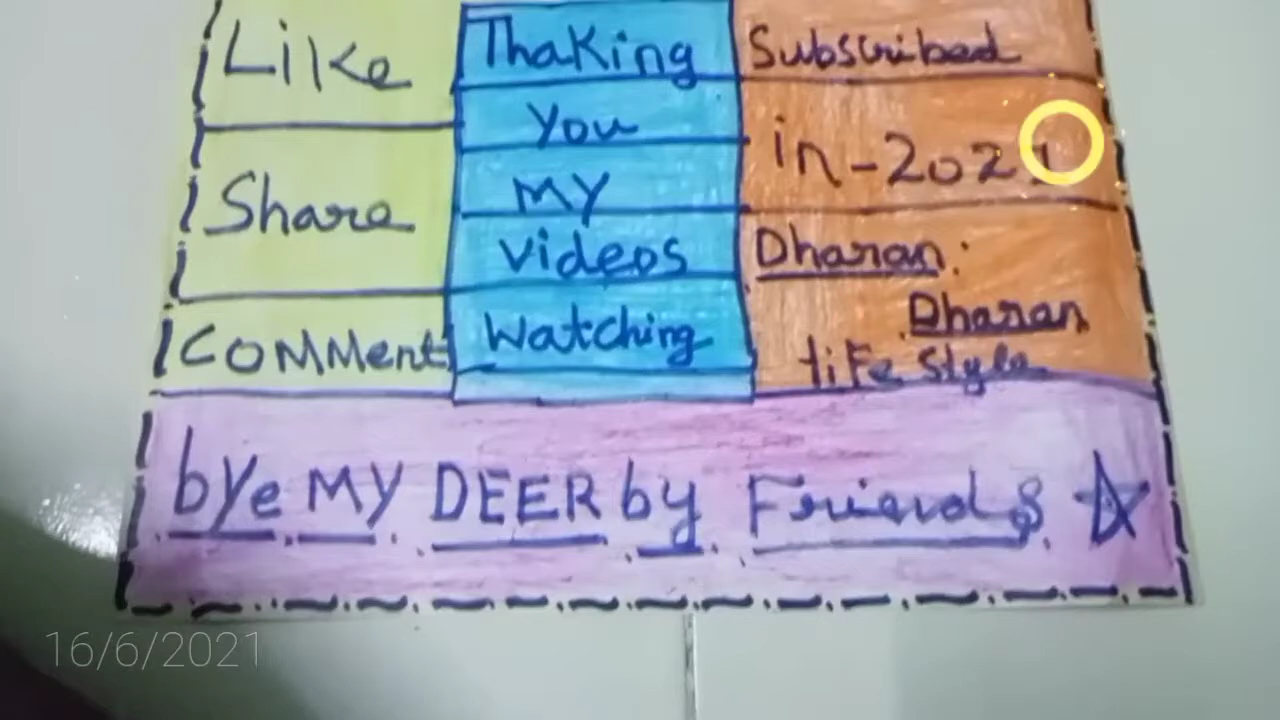 Like
Share
COMMent
ThaKing
You
MY
Videos
Watching
Subscribed
in-2021
Dharan:
Dharan
life Style
bYe MY DEER by Friends
16/6/2021